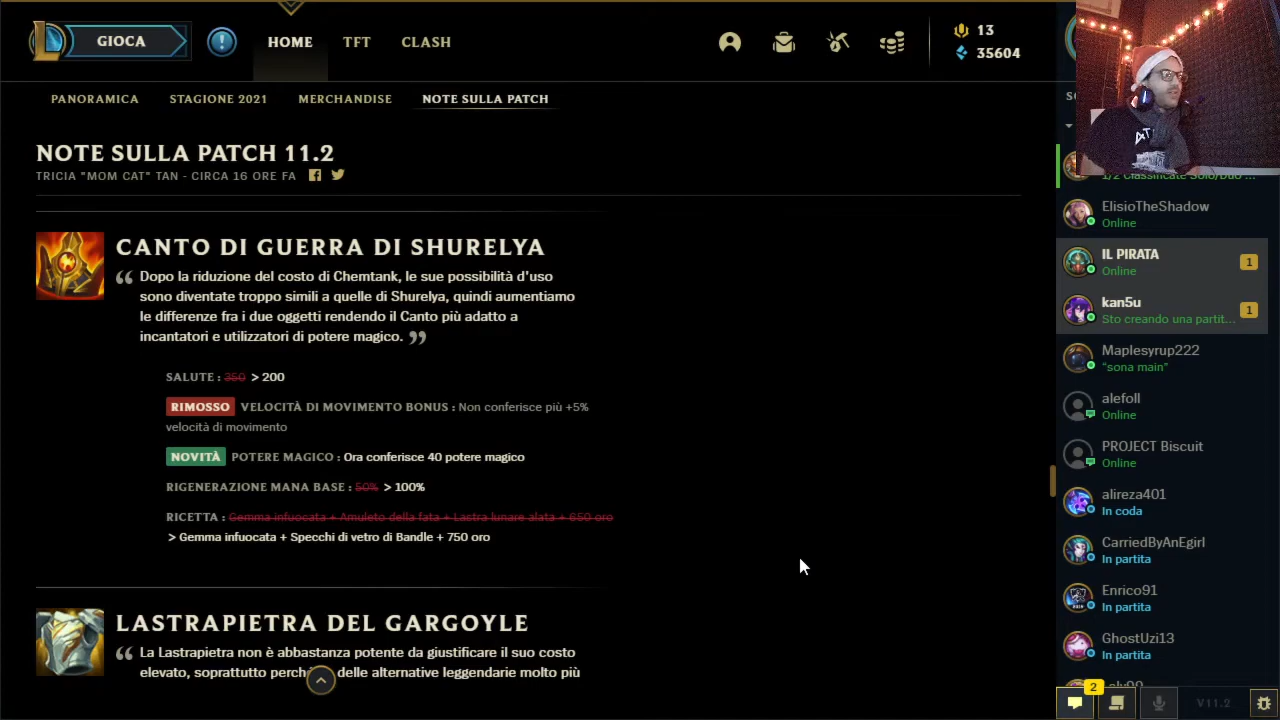 GIOCA
HOME
TFT
CLASH
13
35604
PANORAMICA
STAGIONE 2021
MERCHANDISE
NOTE SULLA PATCH
NOTE SULLA PATCH 11.2
TRICIA "MOM CAT" TAN - CIRCA 16 ORE FA
CANTO DI GUERRA DI SHURELYA
Dopo la riduzione del costo di Chemtank, le sue possibilità d'uso
sono diventate troppo simili a quelle di Shurelya, quindi aumentiamo
le differenze fra i due oggetti rendendo il Canto più adatto a
incantatori e utilizzatori di potere magico.
SALUTE : 350 > 200
RIMOSSO VELOCITÀ DI MOVIMENTO BONUS : Non conferisce più +5%
velocità di movimento
NOVITÀ POTERE MAGICO : Ora conferisce 40 potere magico
RIGENERAZIONE MANA BASE : 50% > 100%
RICETTA : Gemma infuocata + Amuleto della fata + Lastra lunare alata + 650 oro
> Gemma infuocata + Specchi di vetro di Bandle + 750 oro
LASTRAPIETRA DEL GARGOYLE
La Lastrapietra non è abbastanza potente da giustificare il suo costo
elevato, soprattutto perch delle alternative leggendarie molto più
1/2 Classificate Solo/Duo ...
ElisioTheShadow
Online
IL PIRATA
Online
1
kan5u
Sto creando una partit...
1
Maplesyrup222
"sona main"
alefoll
Online
PROJECT Biscuit
Online
alireza401
In coda
CarriedByAnEgirl
In partita
Enrico91
In partita
GhostUzi13
In partita
2
V11.2